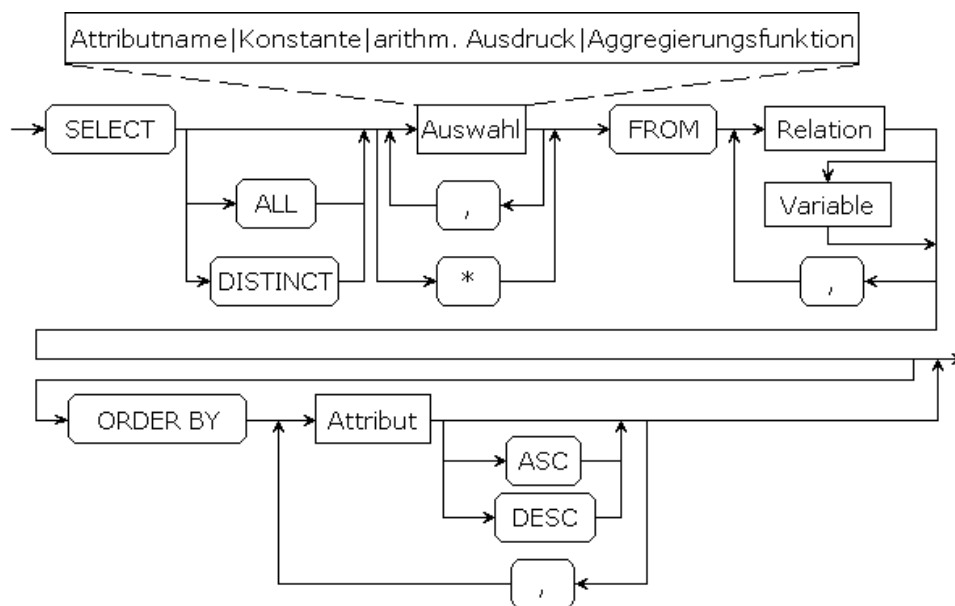 Attributname|Konstante|arithm. Ausdruck|Aggregierungsfunktion
SELECT Auswahl FROM Relation
ALL , Variable
DISTINCT * ,
ORDER BY Attribut
ASC
DESC
,